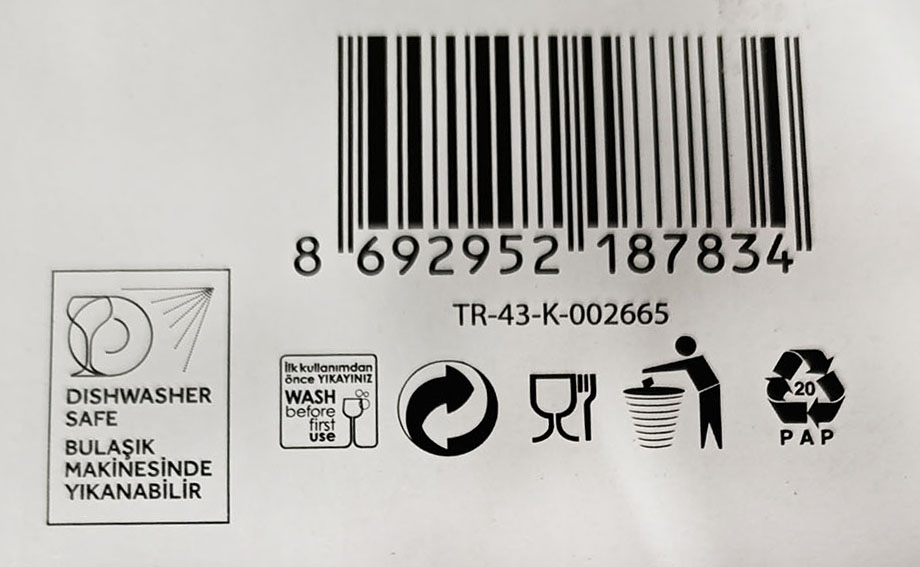 8 692952 187834
TR-43-K-002665
DISHWASHER
SAFE
BULAŞIK
MAKİNESİNDE
YIKANABİLİR
İlk kullanımdan
önce YIKAYINIZ
WASH
before
first
use
20
PAP